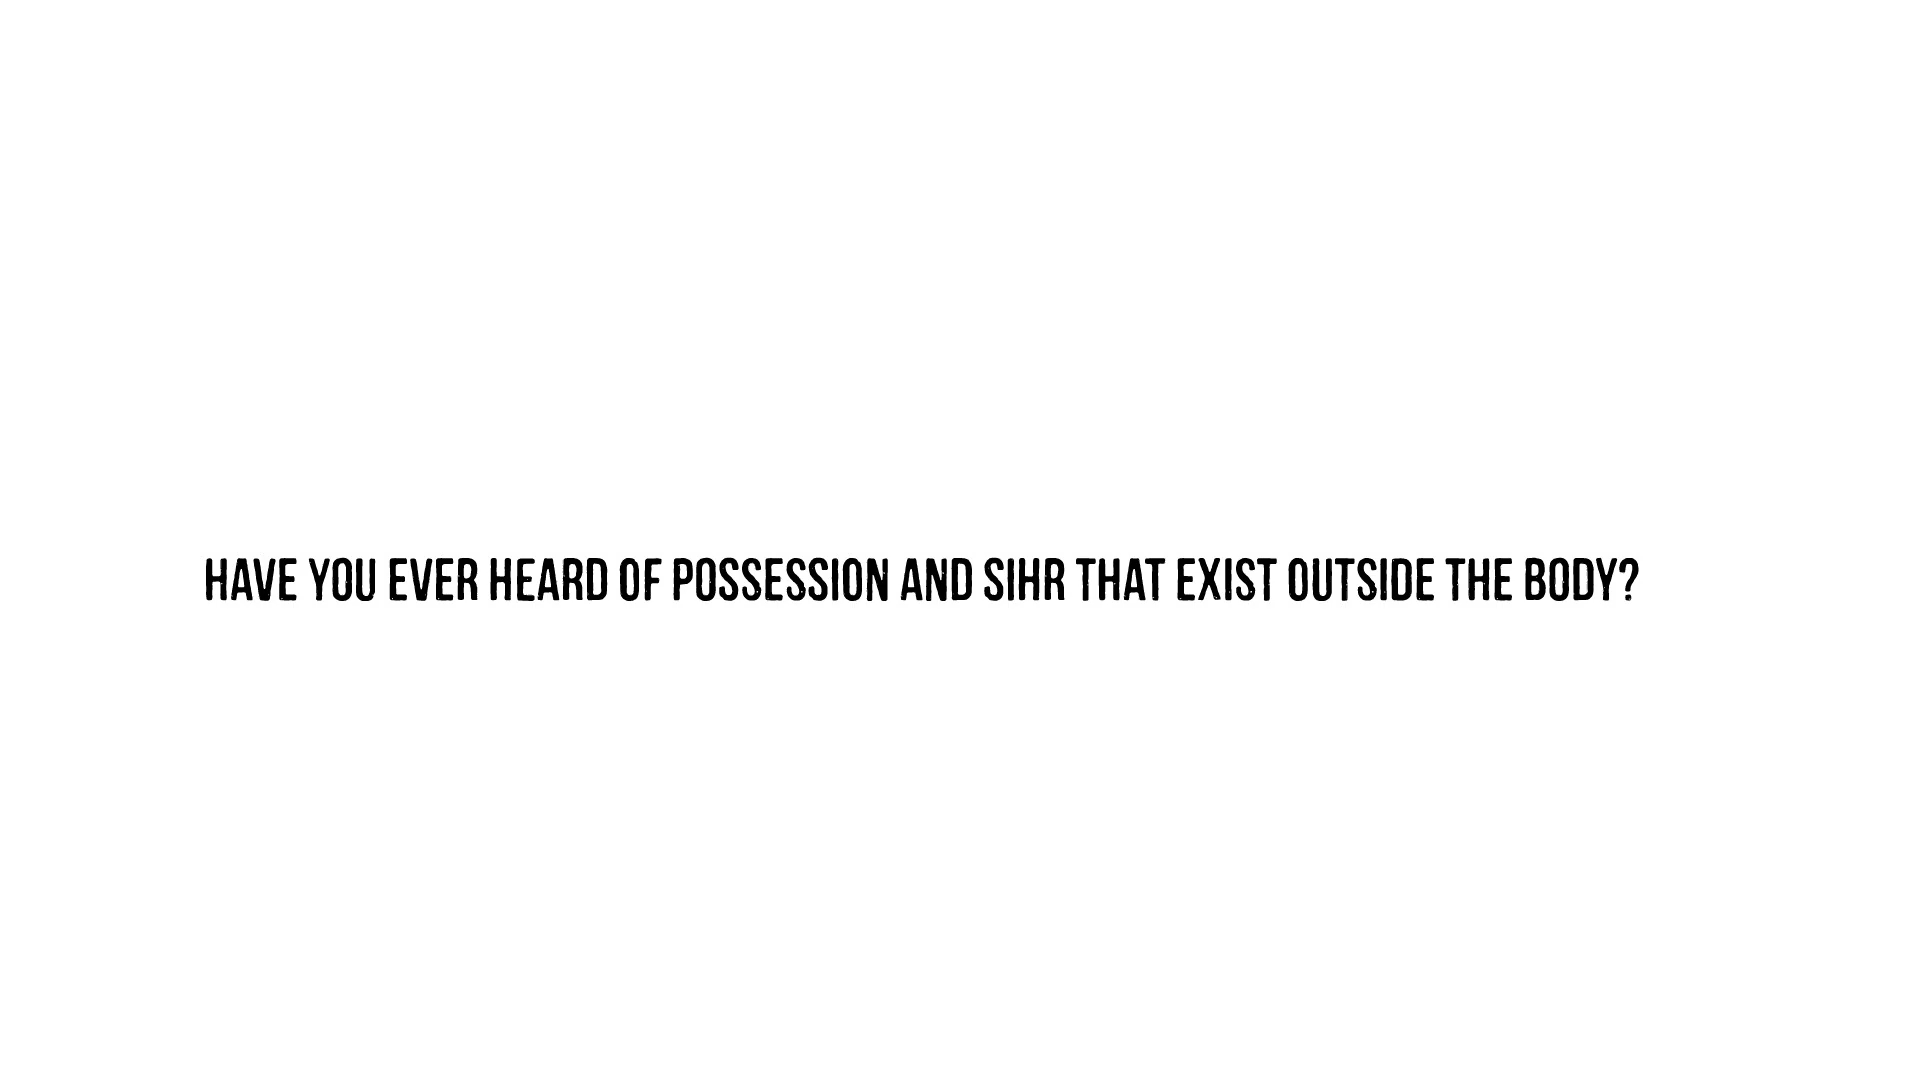 HAVE YOU EVER HEARD OF POSSESSION AND SIHR THAT EXIST OUTSIDE THE BODY?